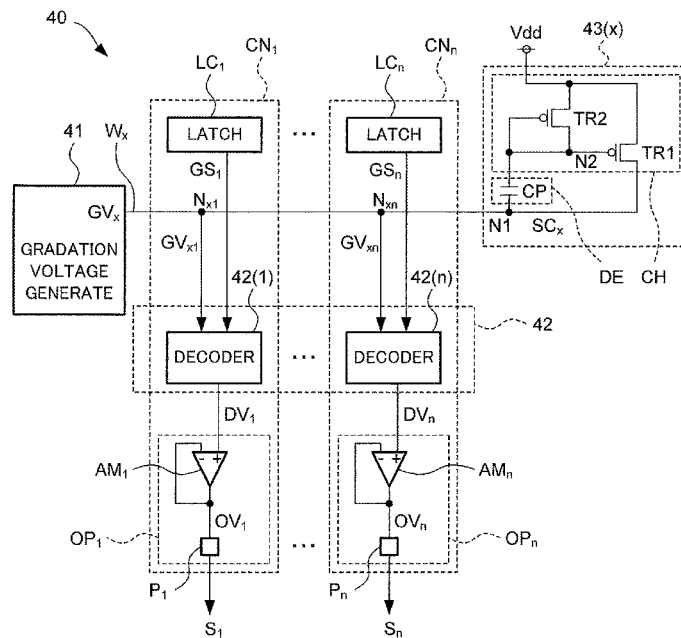 40
CN₁
CNₙ
43(x)
LC₁
LCₙ
Vdd
LATCH
...
LATCH
TR2
41
Wₓ
GS₁
GSₙ
N2
TR1
GVₓ
Nₓ₁
Nₓₙ
CP
GRADATION
VOLTAGE
GENERATE
GVₓ₁
GVₓₙ
N1
SCₓ
DE
CH
42(1)
42(n)
42
DECODER
...
DECODER
DV₁
DVₙ
- +
- +
AM₁
AMₙ
OV₁
OVₙ
OP₁
...
OPₙ
P₁
Pₙ
S₁
Sₙ